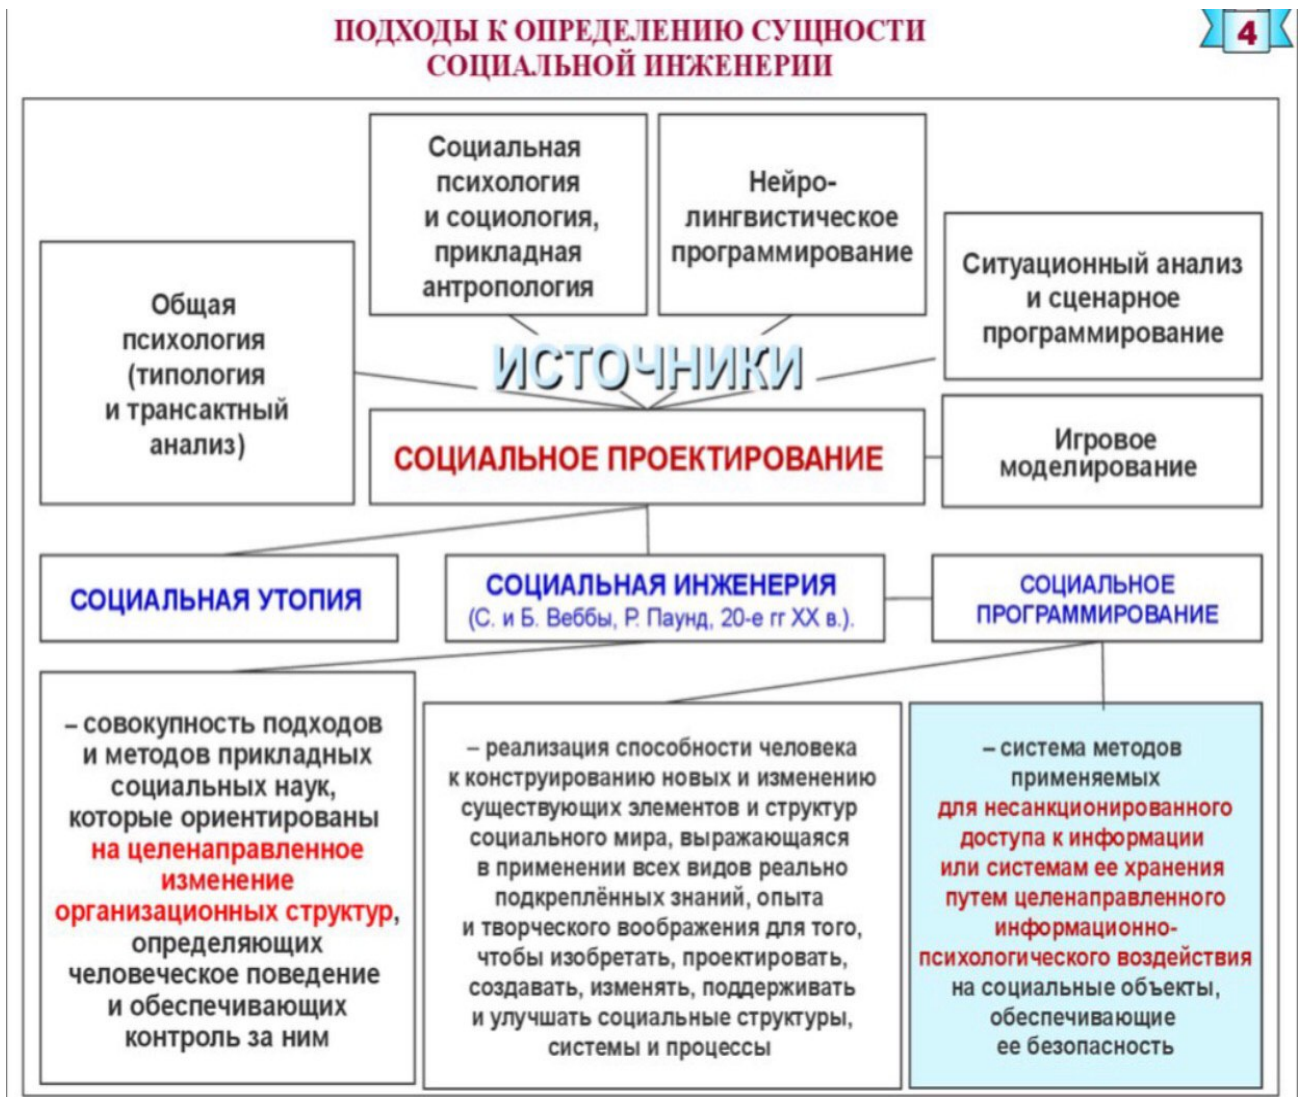 ПОДХОДЫ К ОПРЕДЕЛЕНИЮ СУЩНОСТИ
СОЦИАЛЬНОЙ ИНЖЕНЕРИИ
4
Социальная
психология
и социология,
прикладная
антропология
Нейро-
лингвистическое
программирование
Общая
психология
(типология
и трансактный
анализ)
Ситуационный анализ
и сценарное
программирование
ИСТОЧНИКИ
СОЦИАЛЬНОЕ ПРОЕКТИРОВАНИЕ
Игровое
моделирование
СОЦИАЛЬНАЯ УТОПИЯ
СОЦИАЛЬНАЯ ИНЖЕНЕРИЯ
(С. и Б. Веббы, Р. Паунд, 20-е гг ХХ в.).
СОЦИАЛЬНОЕ
ПРОГРАММИРОВАНИЕ
– совокупность подходов
и методов прикладных
социальных наук,
которые ориентированы
на целенаправленное
изменение
организационных структур,
определяющих
человеческое поведение
и обеспечивающих
контроль за ним
– реализация способности человека
к конструированию новых и изменению
существующих элементов и структур
социального мира, выражающаяся
в применении всех видов реально
подкреплённых знаний, опыта
и творческого воображения для того,
чтобы изобретать, проектировать,
создавать, изменять, поддерживать
и улучшать социальные структуры,
системы и процессы
– система методов
применяемых
для несанкционированного
доступа к информации
или системам ее хранения
путем целенаправленного
информационно-
психологического воздействия
на социальные объекты,
обеспечивающие
ее безопасность